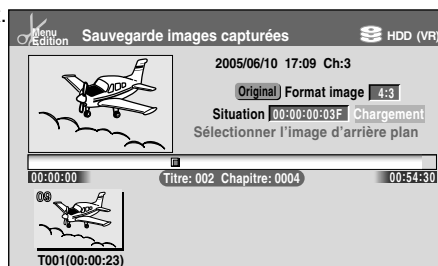 Menu
Edition Sauvegarde images capturées HDD (VR)
2005/06/10 17:09 Ch:3
Original Format image 4:3
Situation 00:00:00:03F Chargement
Sélectionner l'image d'arrière plan
00:00:00 Titre: 002 Chapitre: 0004 00:54:30
09
T001(00:00:23)